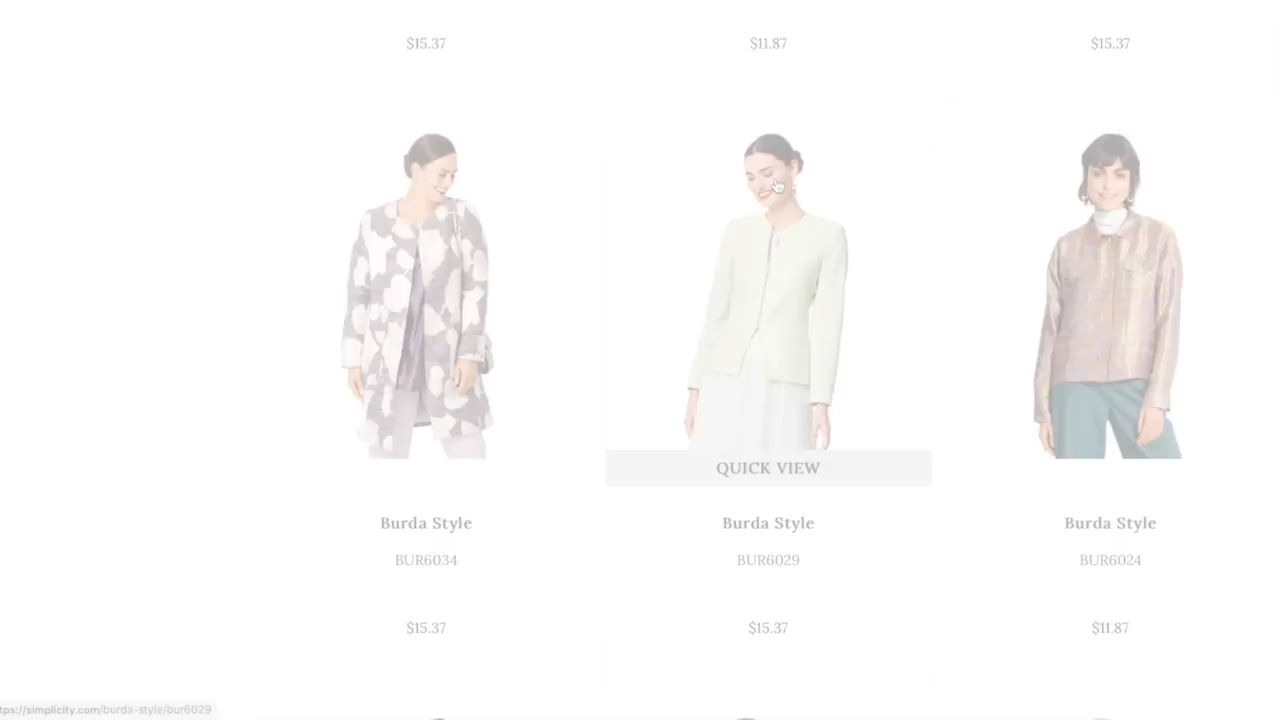 $15.37
$11.87
$15.37
QUICK VIEW
Burda Style
Burda Style
Burda Style
BUR6034
BUR6029
BUR6024
$15.37
$15.37
$11.87
ttps://simplicity.com/burda-style/bur6029